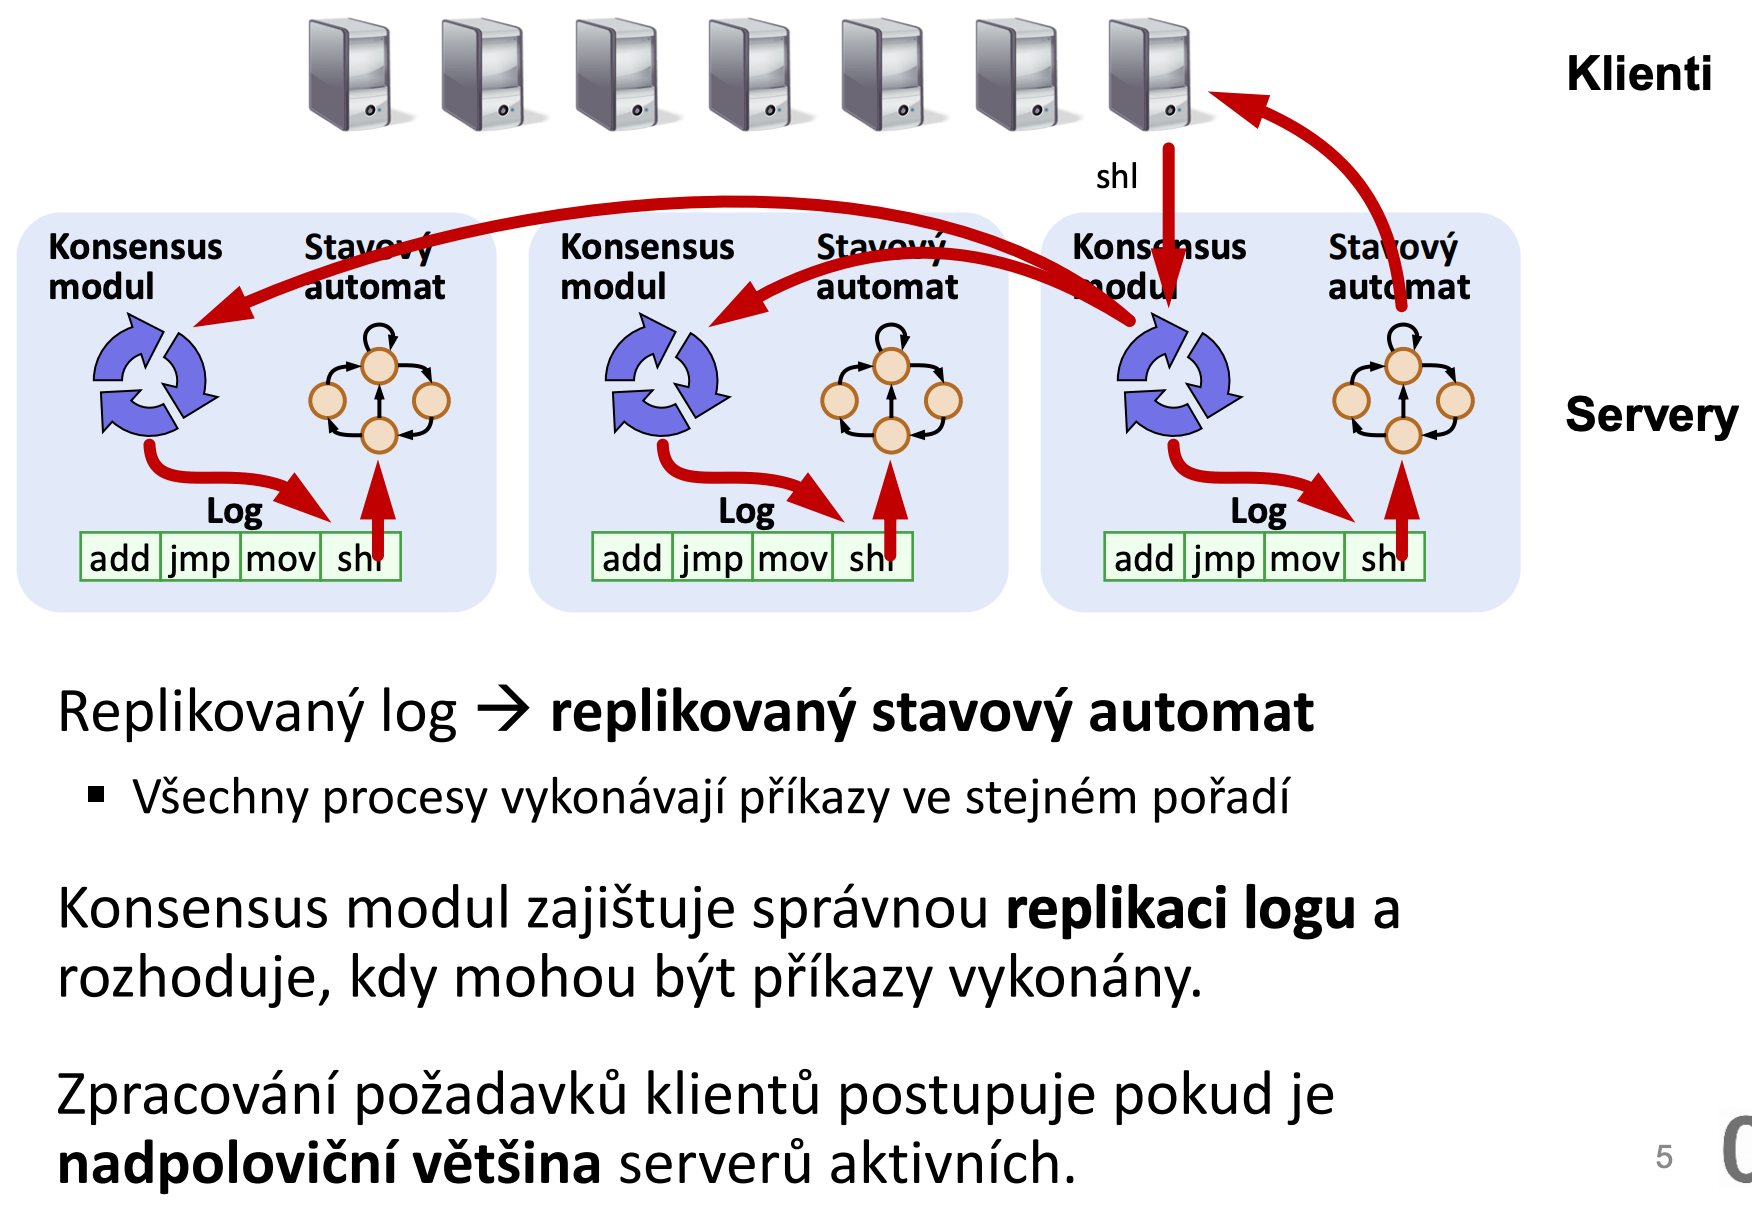 Klienti
shl
Konsensus modul
Stavový automat
Konsensus modul
Stavový automat
Konsensus modul
Stavový automat
Servery
Log
add jmp mov shl
Log
add jmp mov shl
Log
add jmp mov shl
Replikovaný log → replikovaný stavový automat
▪ Všechny procesy vykonávají příkazy ve stejném pořadí
Konsensus modul zajištuje správnou replikaci logu a
rozhoduje, kdy mohou být příkazy vykonány.
Zpracování požadavků klientů postupuje pokud je
nadpoloviční většina serverů aktivních.
5